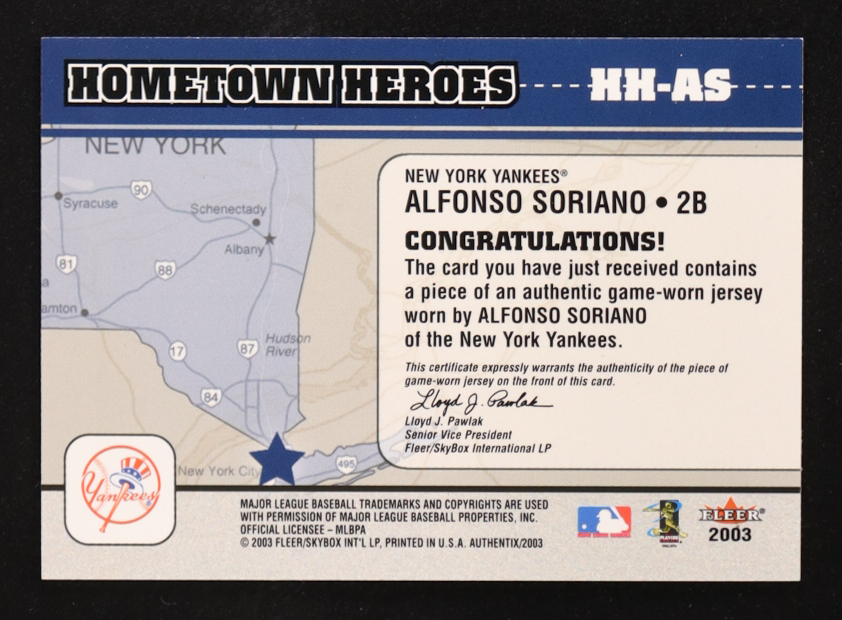 HOMETOWN HEROES
HH-AS
NEW YORK
90
Syracuse
Schenectady
Albany
81
88
a
amton
Hudson
River
17
87
84
New York City
495
NEW YORK YANKEES®
ALFONSO SORIANO • 2B
CONGRATULATIONS!
The card you have just received contains
a piece of an authentic game-worn jersey
worn by ALFONSO SORIANO
of the New York Yankees.
This certificate expressly warrants the authenticity of the piece of
game-worn jersey on the front of this card.
Lloyd J. Pawlak
Lloyd J. Pawlak
Senior Vice President
Fleer/SkyBox International LP
Yankees
MAJOR LEAGUE BASEBALL TRADEMARKS AND COPYRIGHTS ARE USED
WITH PERMISSION OF MAJOR LEAGUE BASEBALL PROPERTIES, INC.
OFFICIAL LICENSEE – MLBPA
© 2003 FLEER/SKYBOX INT'L LP, PRINTED IN U.S.A. AUTHENTIX/2003
FLEER®
2003